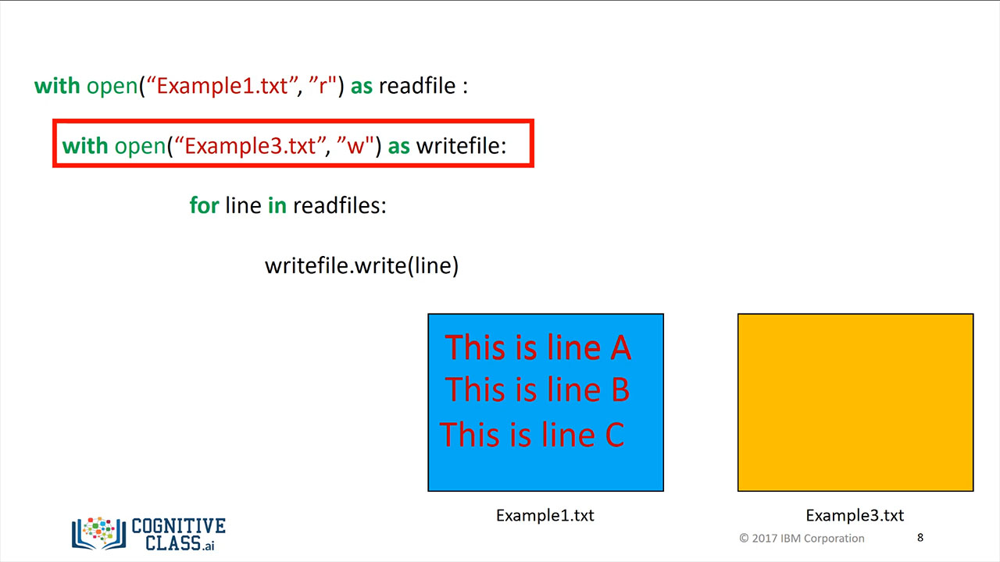 with open(“Example1.txt”, ”r") as readfile :
with open(“Example3.txt”, ”w") as writefile:
for line in readfiles:
writefile.write(line)
This is line A
This is line B
This is line C
Example1.txt
Example3.txt
COGNITIVE
CLASS.ai
© 2017 IBM Corporation
8